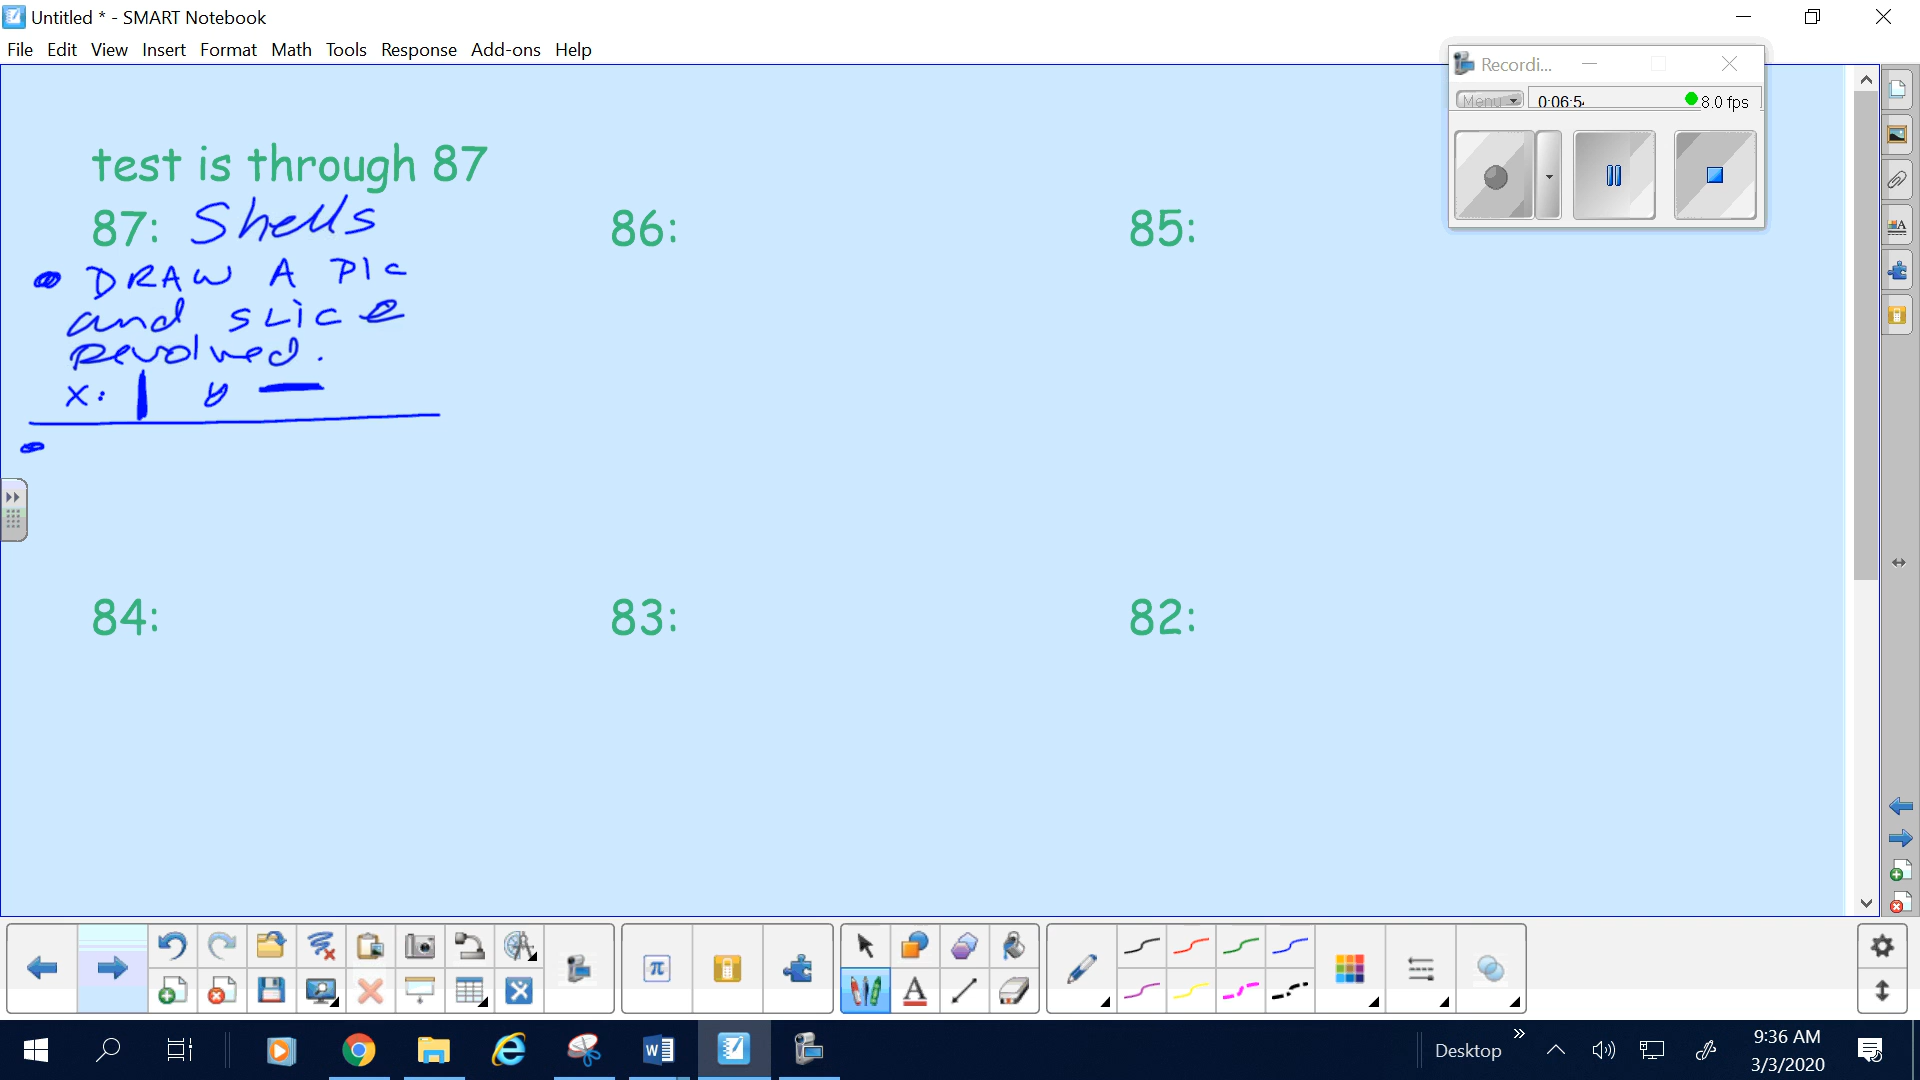 Untitled * - SMART Notebook
File Edit View Insert Format Math Tools Response Add-ons Help
Recordi...
Menu
0:06:54
8.0 fps
test is through 87
87: Shells
86:
85:
• DRAW A PIC
and SLICE
Revolved.
x: | y —
84:
83:
82:
Desktop
9:36 AM
3/3/2020